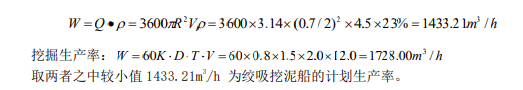 W = Q•ρ = 3600πR²Vρ = 3600×3.14×(0.7/2)²×4.5×23% = 1433.21m³/h
挖掘生产率：W = 60K·D·T·V = 60×0.8×1.5×2.0×12.0 = 1728.00m³/h
取两者之中较小值 1433.21m³/h 为绞吸挖泥船的计划生产率。